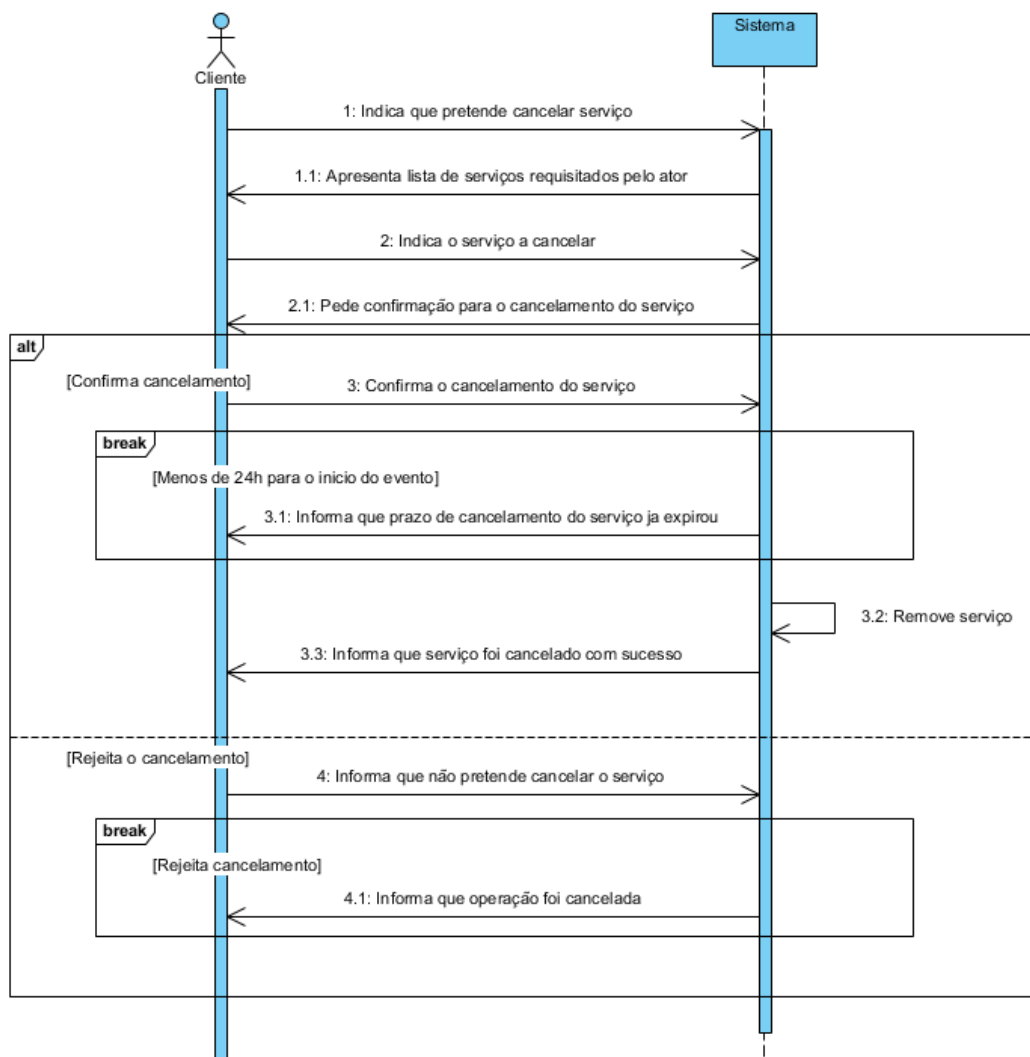 Sistema
Cliente
1: Indica que pretende cancelar serviço
1.1: Apresenta lista de serviços requisitados pelo ator
2: Indica o serviço a cancelar
2.1: Pede confirmação para o cancelamento do serviço
alt
[Confirma cancelamento]
3: Confirma o cancelamento do serviço
break
[Menos de 24h para o inicio do evento]
3.1: Informa que prazo de cancelamento do serviço ja expirou
3.2: Remove serviço
3.3: Informa que serviço foi cancelado com sucesso
[Rejeita o cancelamento]
4: Informa que não pretende cancelar o serviço
break
[Rejeita cancelamento]
4.1: Informa que operação foi cancelada